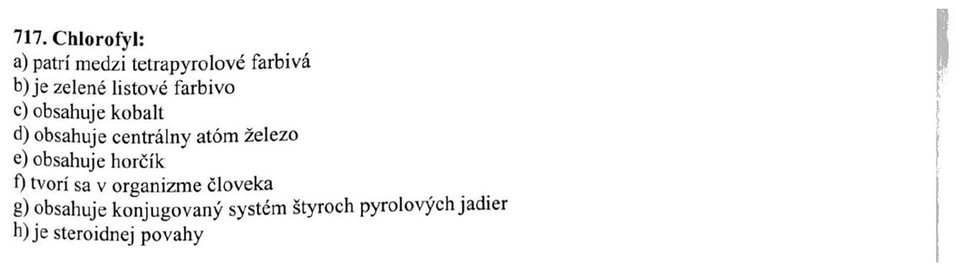 717. Chlorofyl:
a) patrí medzi tetrapyrolové farbivá
b) je zelené listové farbivo
c) obsahuje kobalt
d) obsahuje centrálny atóm železo
e) obsahuje horčík
f) tvorí sa v organizme človeka
g) obsahuje konjugovaný systém štyroch pyrolových jadier
h) je steroidnej povahy